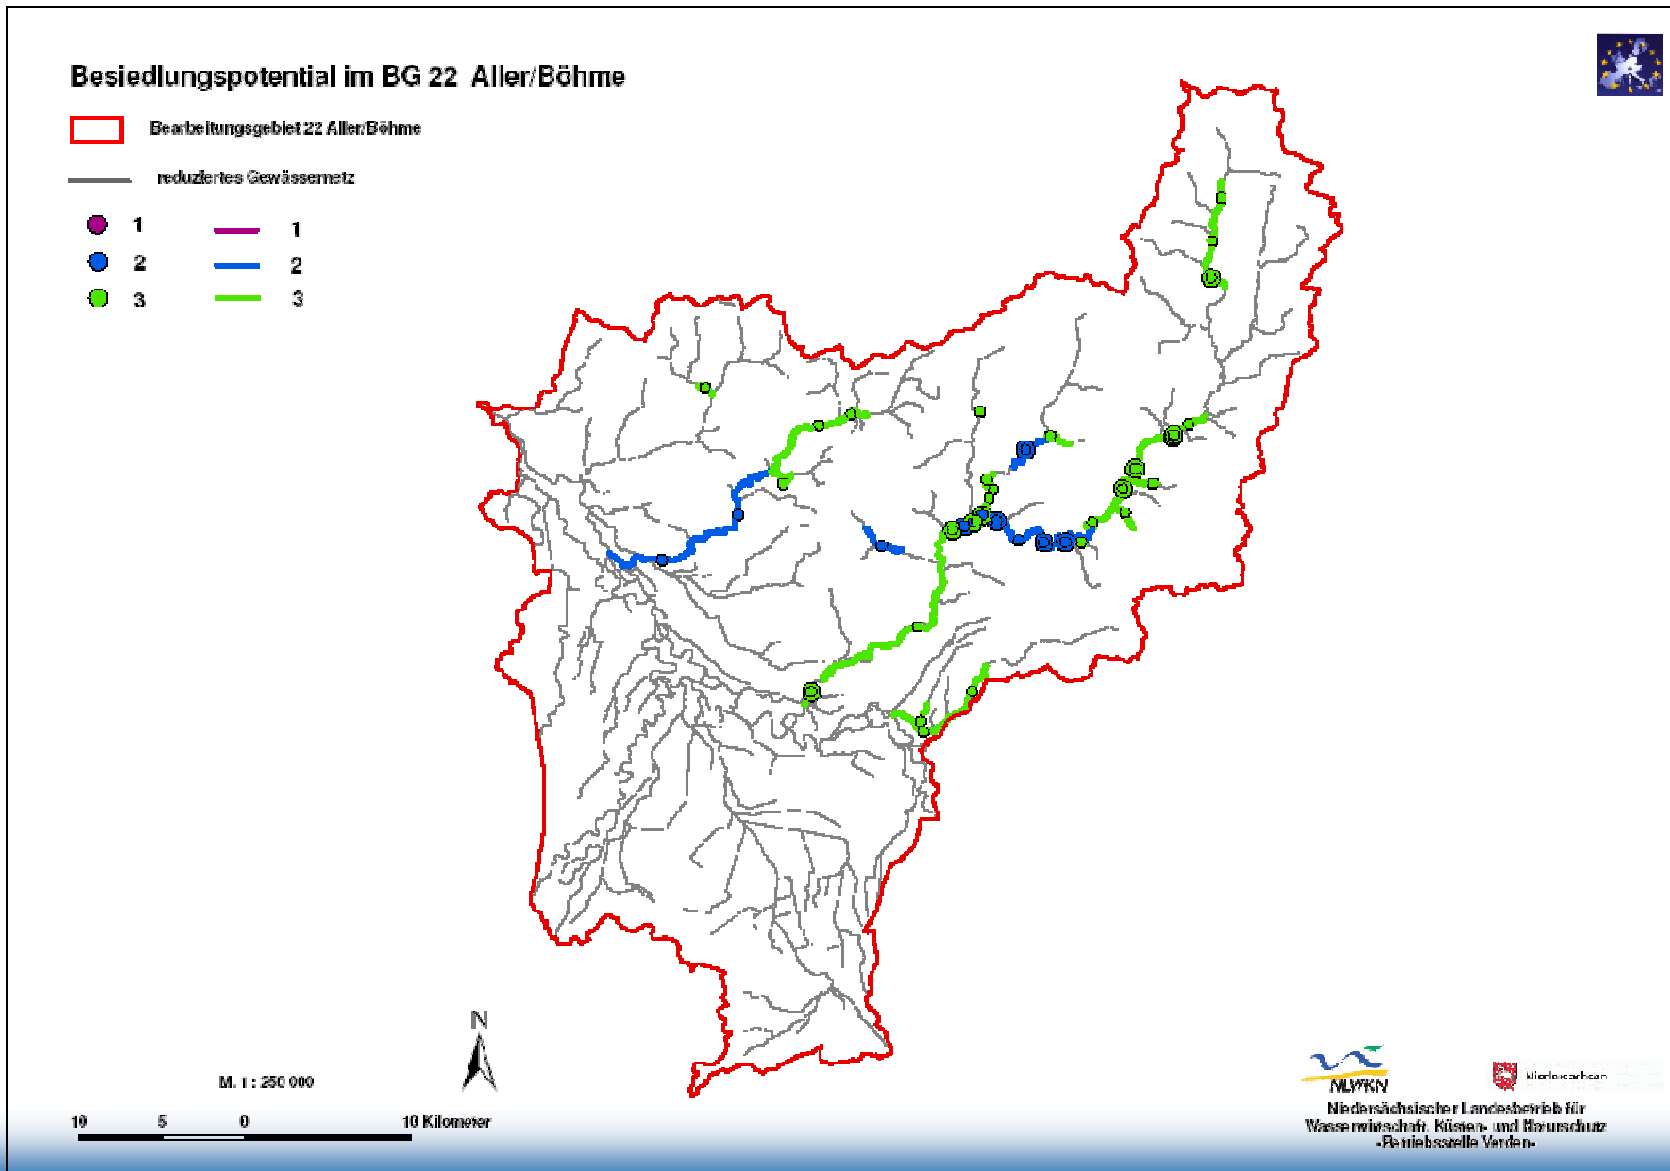 Besiedlungspotential im BG 22 Aller/Böhme
Bearbeitungsgebiet 22 Aller/Böhme
reduziertes Gewässernetz
1 1
2 2
3 3
N
M. 1 : 250 000
10 5 0 10 Kilometer
NLWKN
Niedersachsen
Niedersächsischer Landesbetrieb für
Wasserwirtschaft, Küsten- und Naturschutz
-Betriebsstelle Verden-